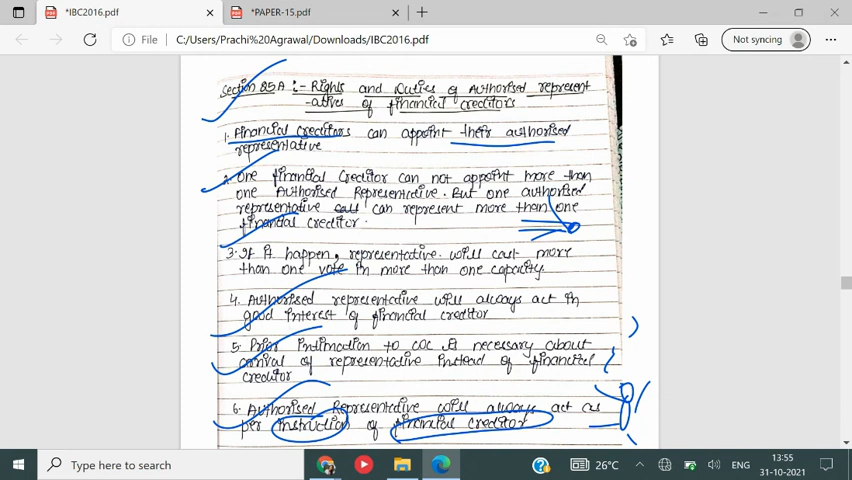 *IBC2016.pdf
*PAPER-15.pdf
File
C:/Users/Prachi%20Agrawal/Downloads/IBC2016.pdf
Not syncing
Section 25A :- Rights and Duties of Authorised represent
-atives of financial creditors
1. Financial creditors can appoint their authorised
representative
2. One financial creditor can not appoint more than
one Authorised Representative. But one authorised
representative can represent more than one
financial creditor.
3. If it happen, representative will cast more
than one vote in more than one capacity
4. Authorised representative will always act in
good interest of financial creditor
5. Prior intimation to COC is necessary about
arrival of representative instead of financial
creditor
6. Authorised Representative will always act as
per instruction of financial creditor
Type here to search
26°C
ENG
13:55
31-10-2021